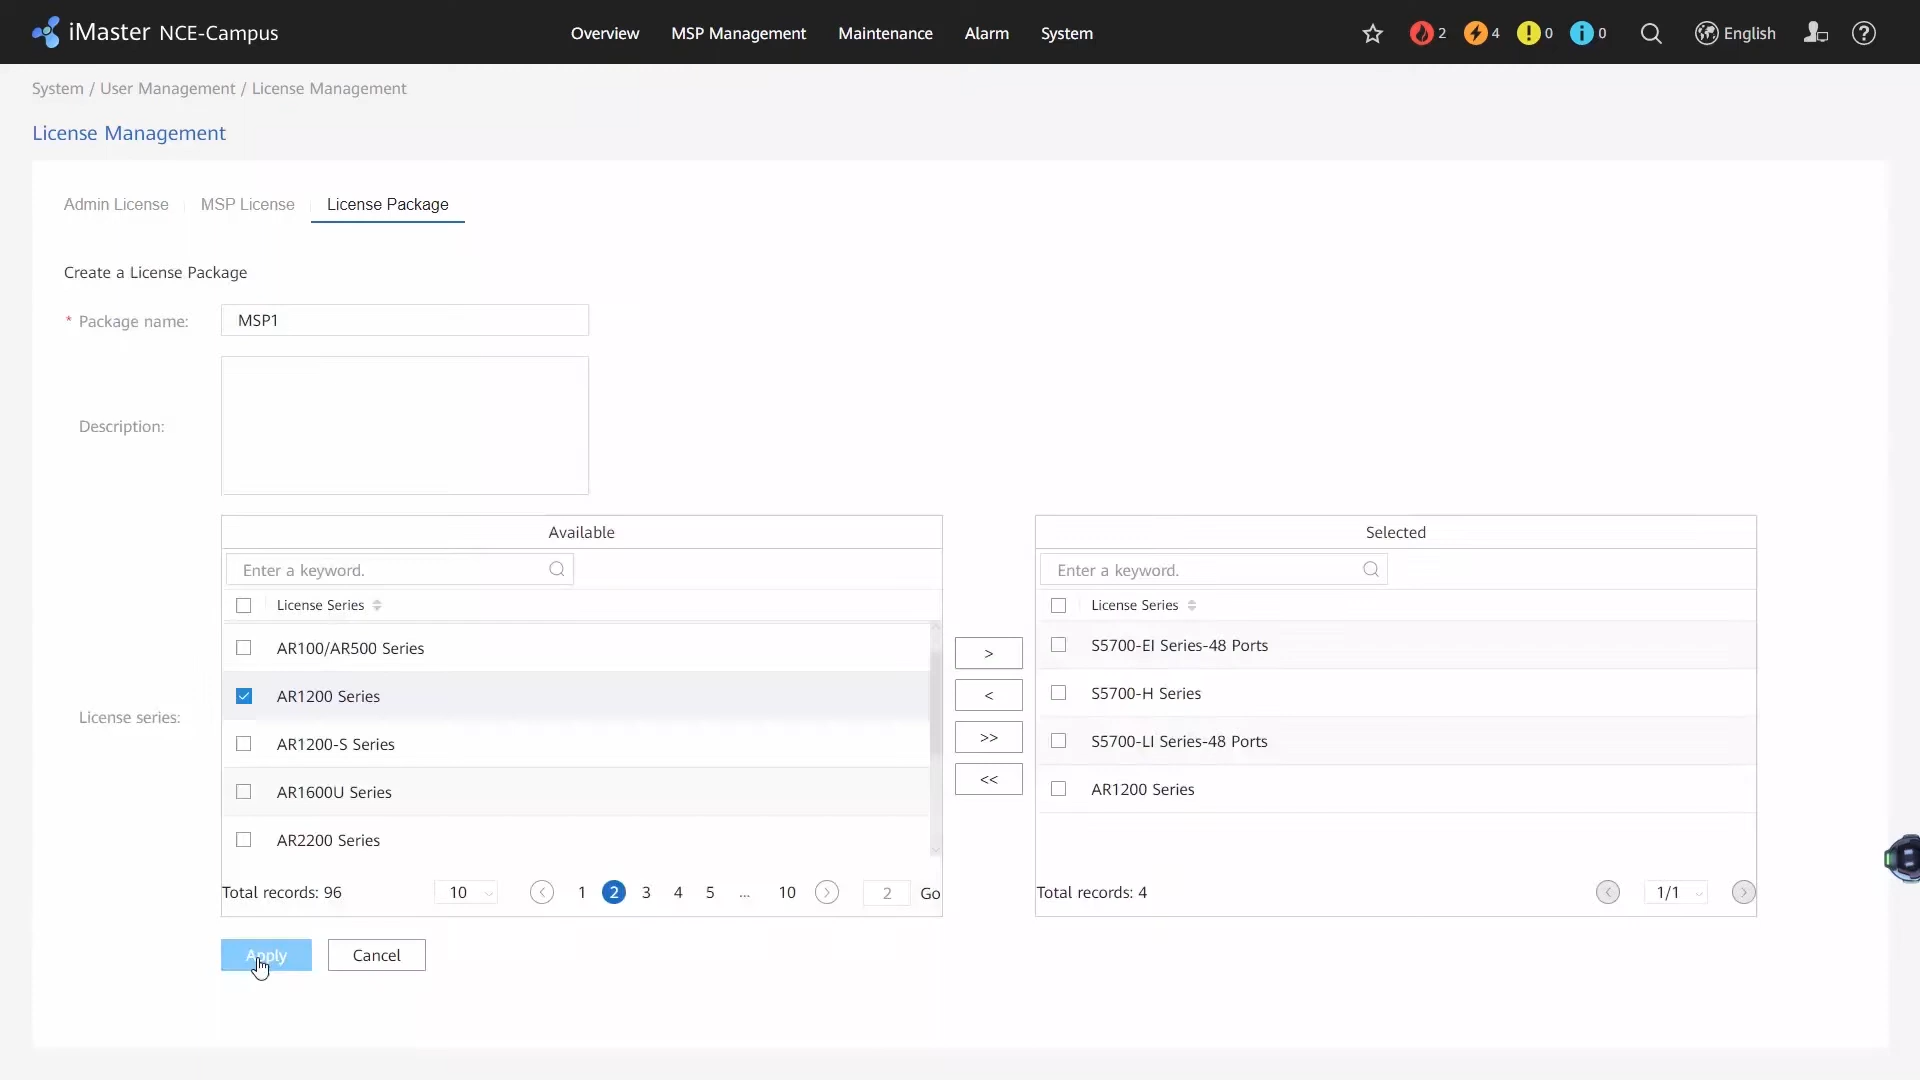 iMaster NCE-Campus
Overview MSP Management Maintenance Alarm System
2 4 0 0 English
System / User Management / License Management
License Management
Admin License MSP License License Package
Create a License Package
* Package name: MSP1
Description:
License series:
Available
Enter a keyword.
License Series
AR100/AR500 Series
AR1200 Series
AR1200-S Series
AR1600U Series
AR2200 Series
Total records: 96 10 < 1 2 3 4 5 ... 10 > 2 Go
>
<
>>
<<
Selected
Enter a keyword.
License Series
S5700-EI Series-48 Ports
S5700-H Series
S5700-LI Series-48 Ports
AR1200 Series
Total records: 4 < 1/1 >
Apply Cancel